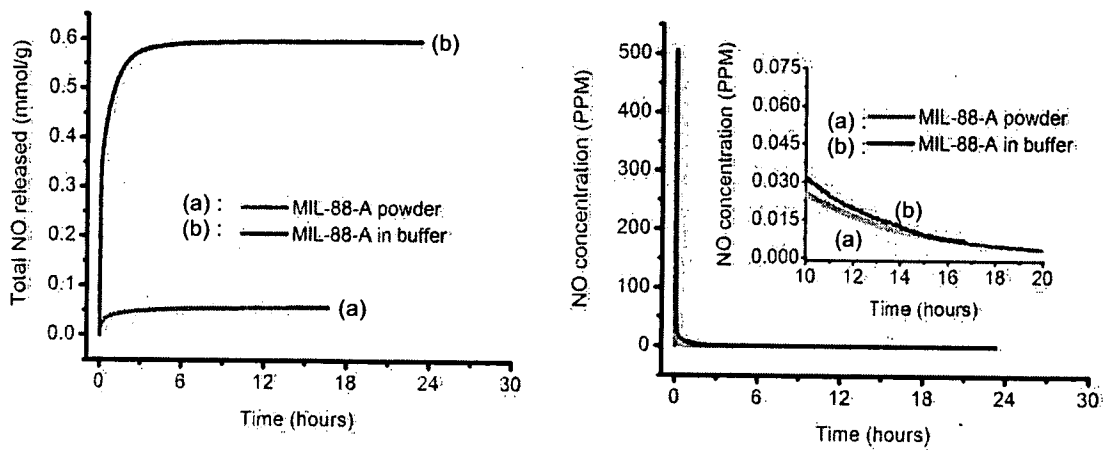 Total NO released (mmol/g)
0.6
0.5
0.4
0.3
0.2
0.1
0.0
(b)
(a) : MIL-88-A powder
(b) : MIL-88-A in buffer
(a)
0 6 12 18 24 30
Time (hours)
NO concentration (PPM)
500
400
300
200
100
0
0 6 12 18 24 30
Time (hours)
NO concentration (PPM)
0.075
0.060
0.045
0.030
0.015
0.000
(a) : MIL-88-A powder
(b) : MIL-88-A in buffer
(b)
(a)
10 12 14 16 18 20
Time (hours)